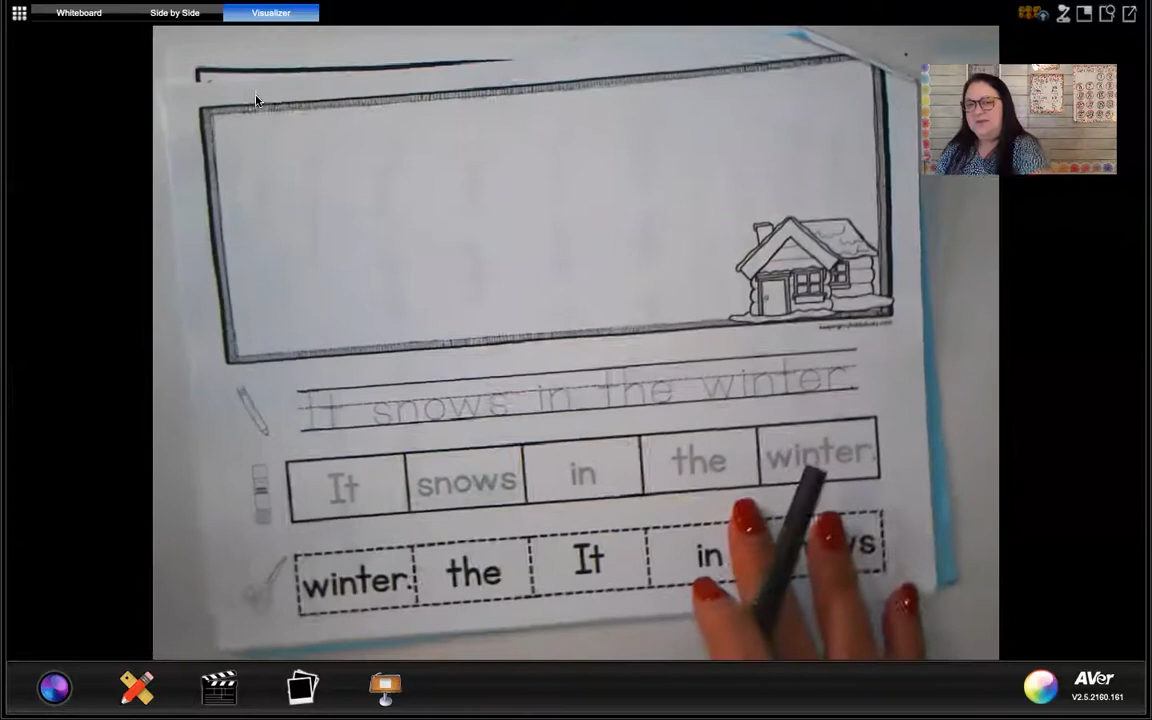 Whiteboard Side by Side Visualizer
It snows in the winter.
It snows in the winter.
winter. the It in
AVer
V2.5.2160.161